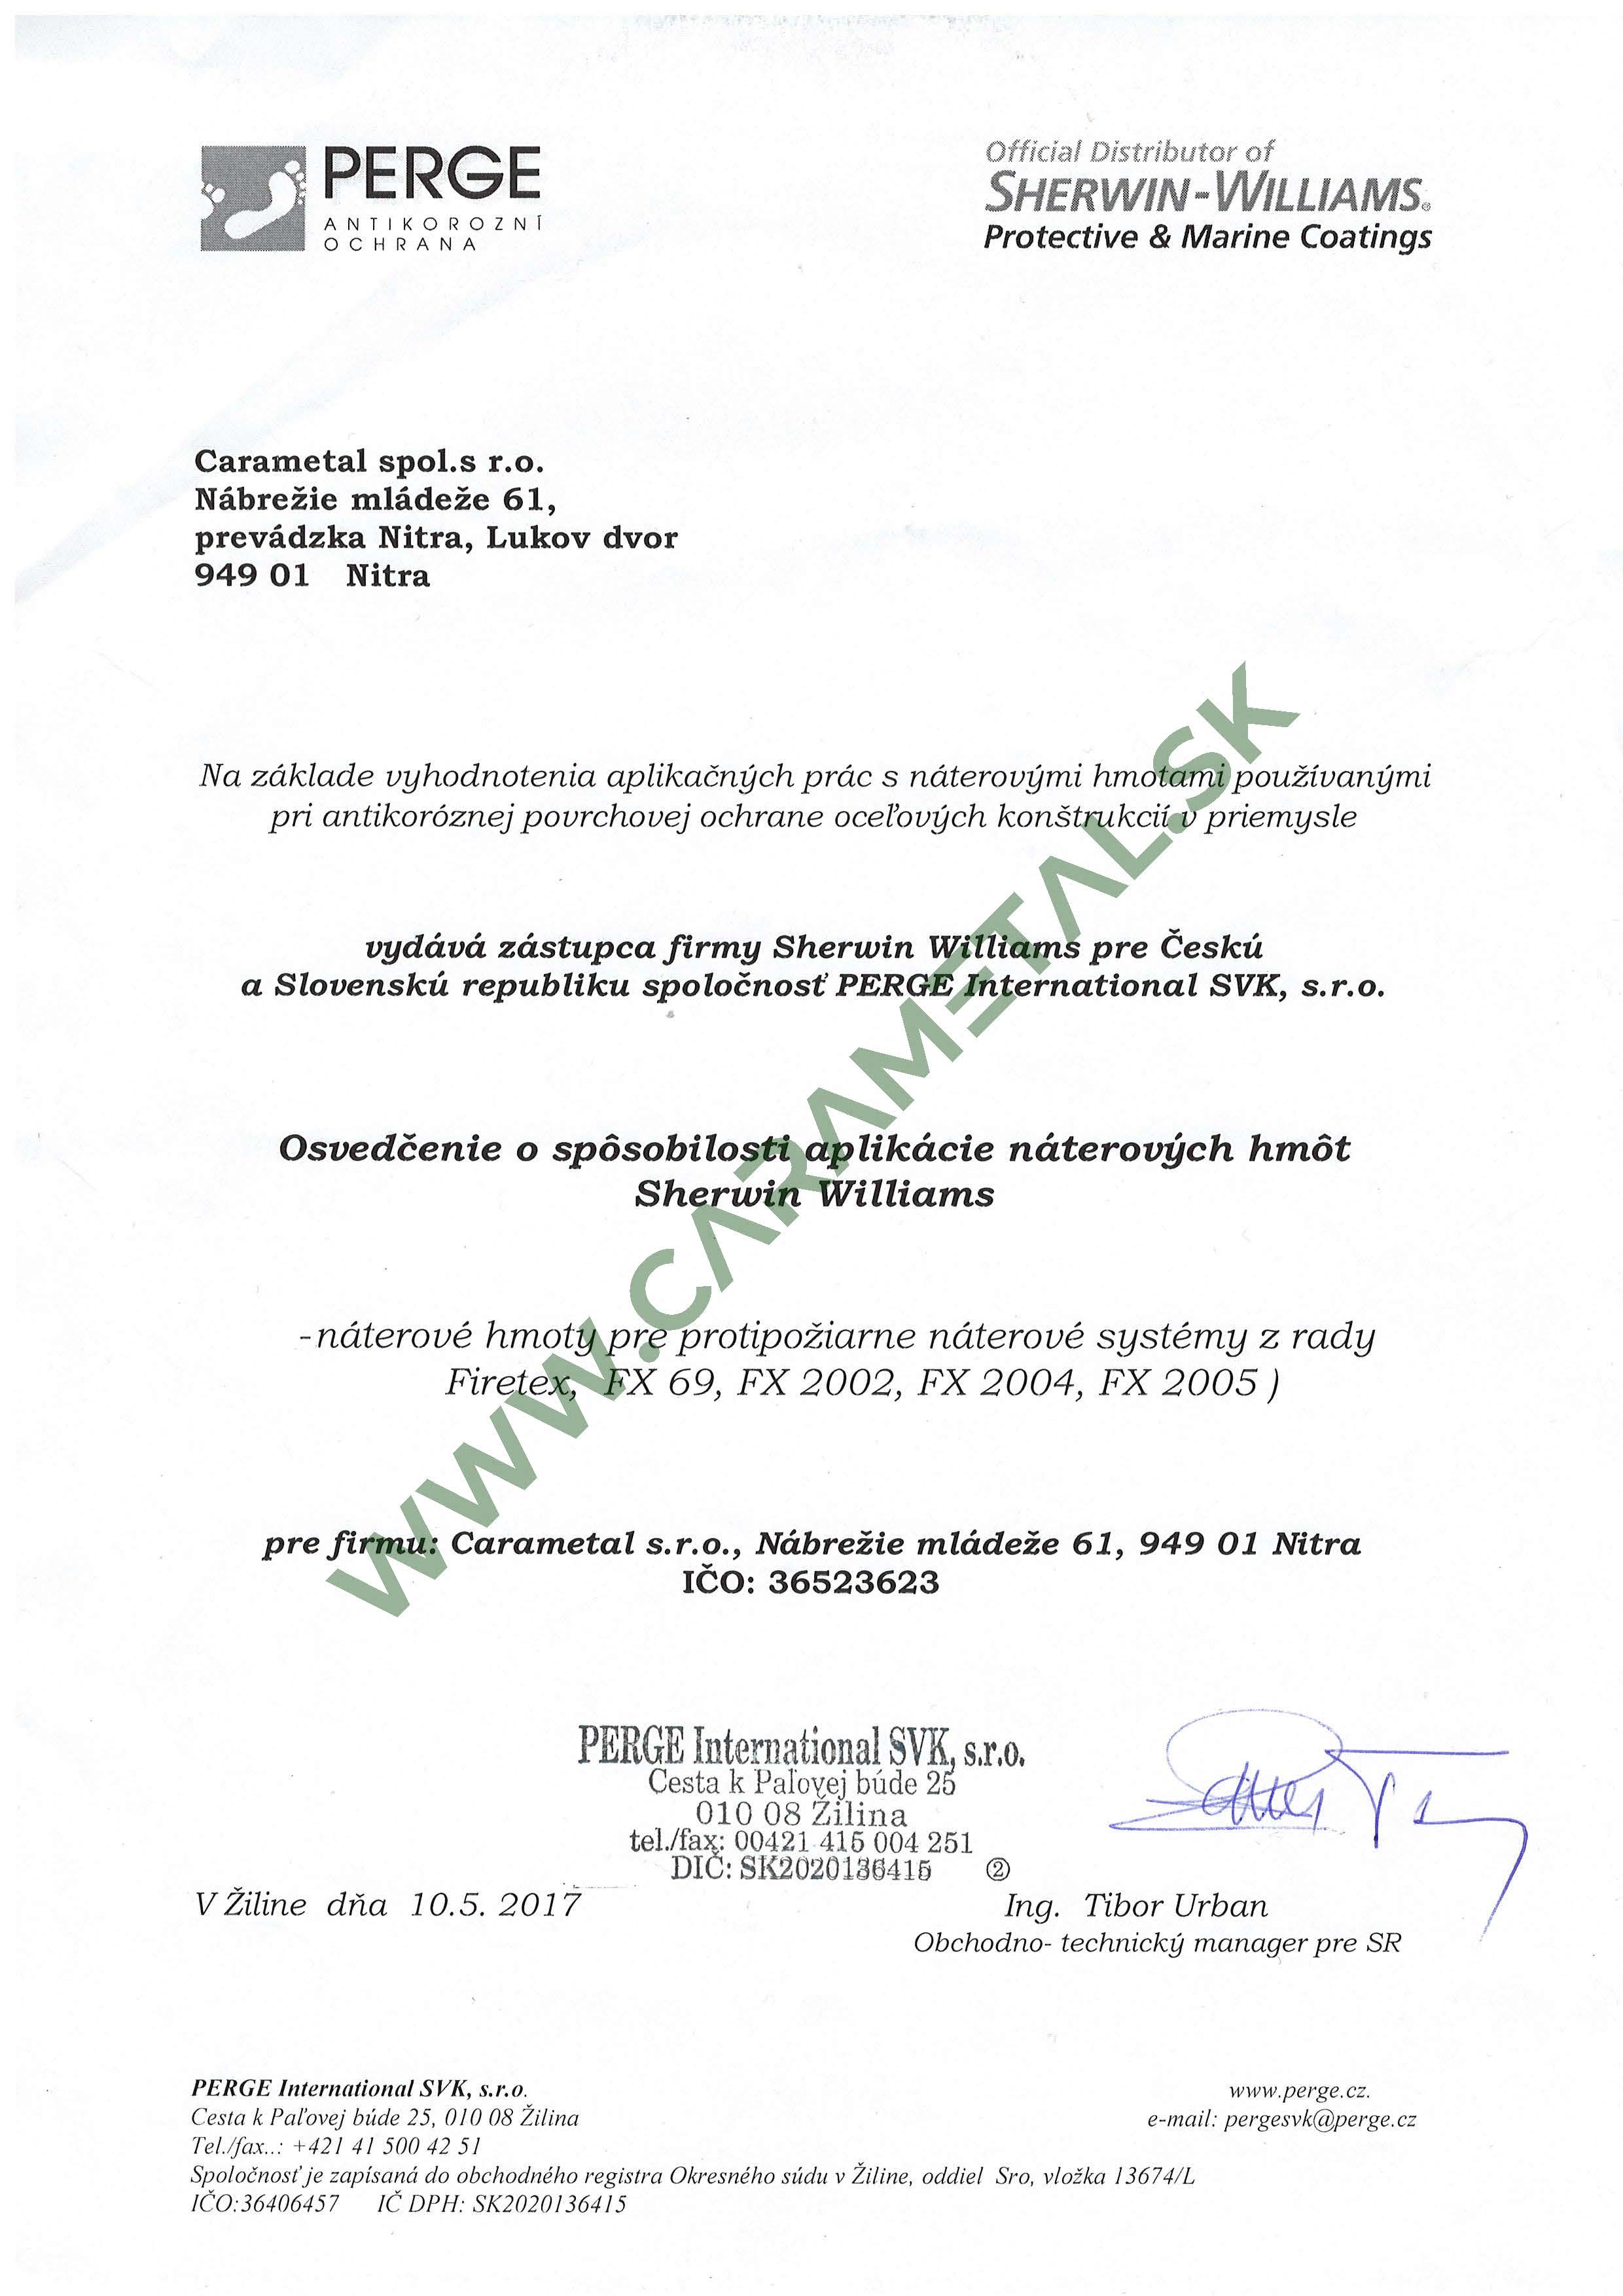 PERGE
ANTIKOROZNÍ
OCHRANA
Official Distributor of
SHERWIN-WILLIAMS®
Protective & Marine Coatings
Carametal spol.s r.o.
Nábrežie mládeže 61,
prevádzka Nitra, Lukov dvor
949 01 Nitra
Na základe vyhodnotenia aplikačných prác s náterovými hmotami používanými
pri antikoróznej povrchovej ochrane oceľových konštrukcií v priemysle
vydává zástupca firmy Sherwin Williams pre Českú
a Slovenskú republiku spoločnosť PERGE International SVK, s.r.o.
Osvedčenie o spôsobilosti aplikácie náterových hmôt
Sherwin Williams
-náterové hmoty pre protipožiarne náterové systémy z rady
Firetex, FX 69, FX 2002, FX 2004, FX 2005 )
pre firmu: Carametal s.r.o., Nábrežie mládeže 61, 949 01 Nitra
IČO: 36523623
WWW.CARAMETAL.SK
PERGE International SVK, s.r.o.
Cesta k Paľovej búde 25
010 08 Žilina
tel./fax: 00421 415 004 251
DIČ: SK2020136415 2
V Žiline dňa 10.5. 2017
Ing. Tibor Urban
Obchodno- technický manager pre SR
PERGE International SVK, s.r.o.
Cesta k Paľovej búde 25, 010 08 Žilina
Tel./fax..: +421 41 500 42 51
Spoločnosť je zapísaná do obchodného registra Okresného súdu v Žiline, oddiel Sro, vložka 13674/L
IČO:36406457 IČ DPH: SK2020136415
www.perge.cz.
e-mail: pergesvk@perge.cz